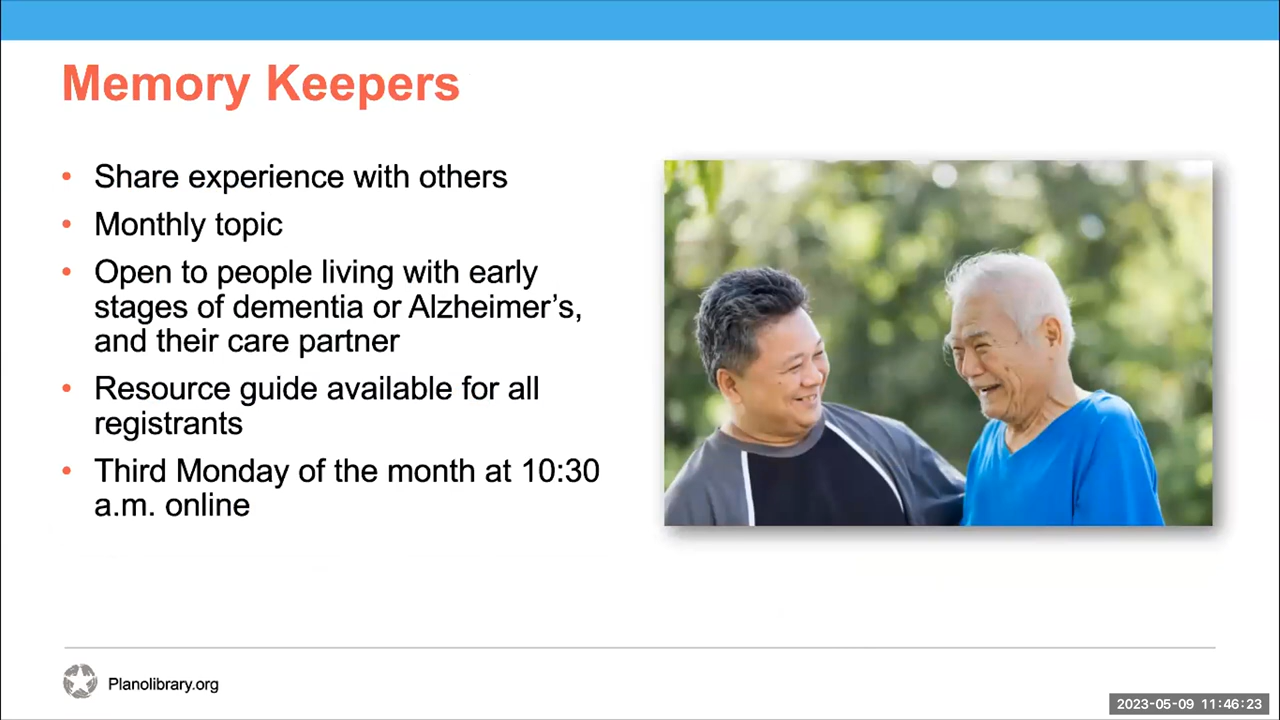 Memory Keepers
• Share experience with others
• Monthly topic
• Open to people living with early
stages of dementia or Alzheimer’s,
and their care partner
• Resource guide available for all
registrants
• Third Monday of the month at 10:30
a.m. online
Planolibrary.org
2023-05-09 11:46:23